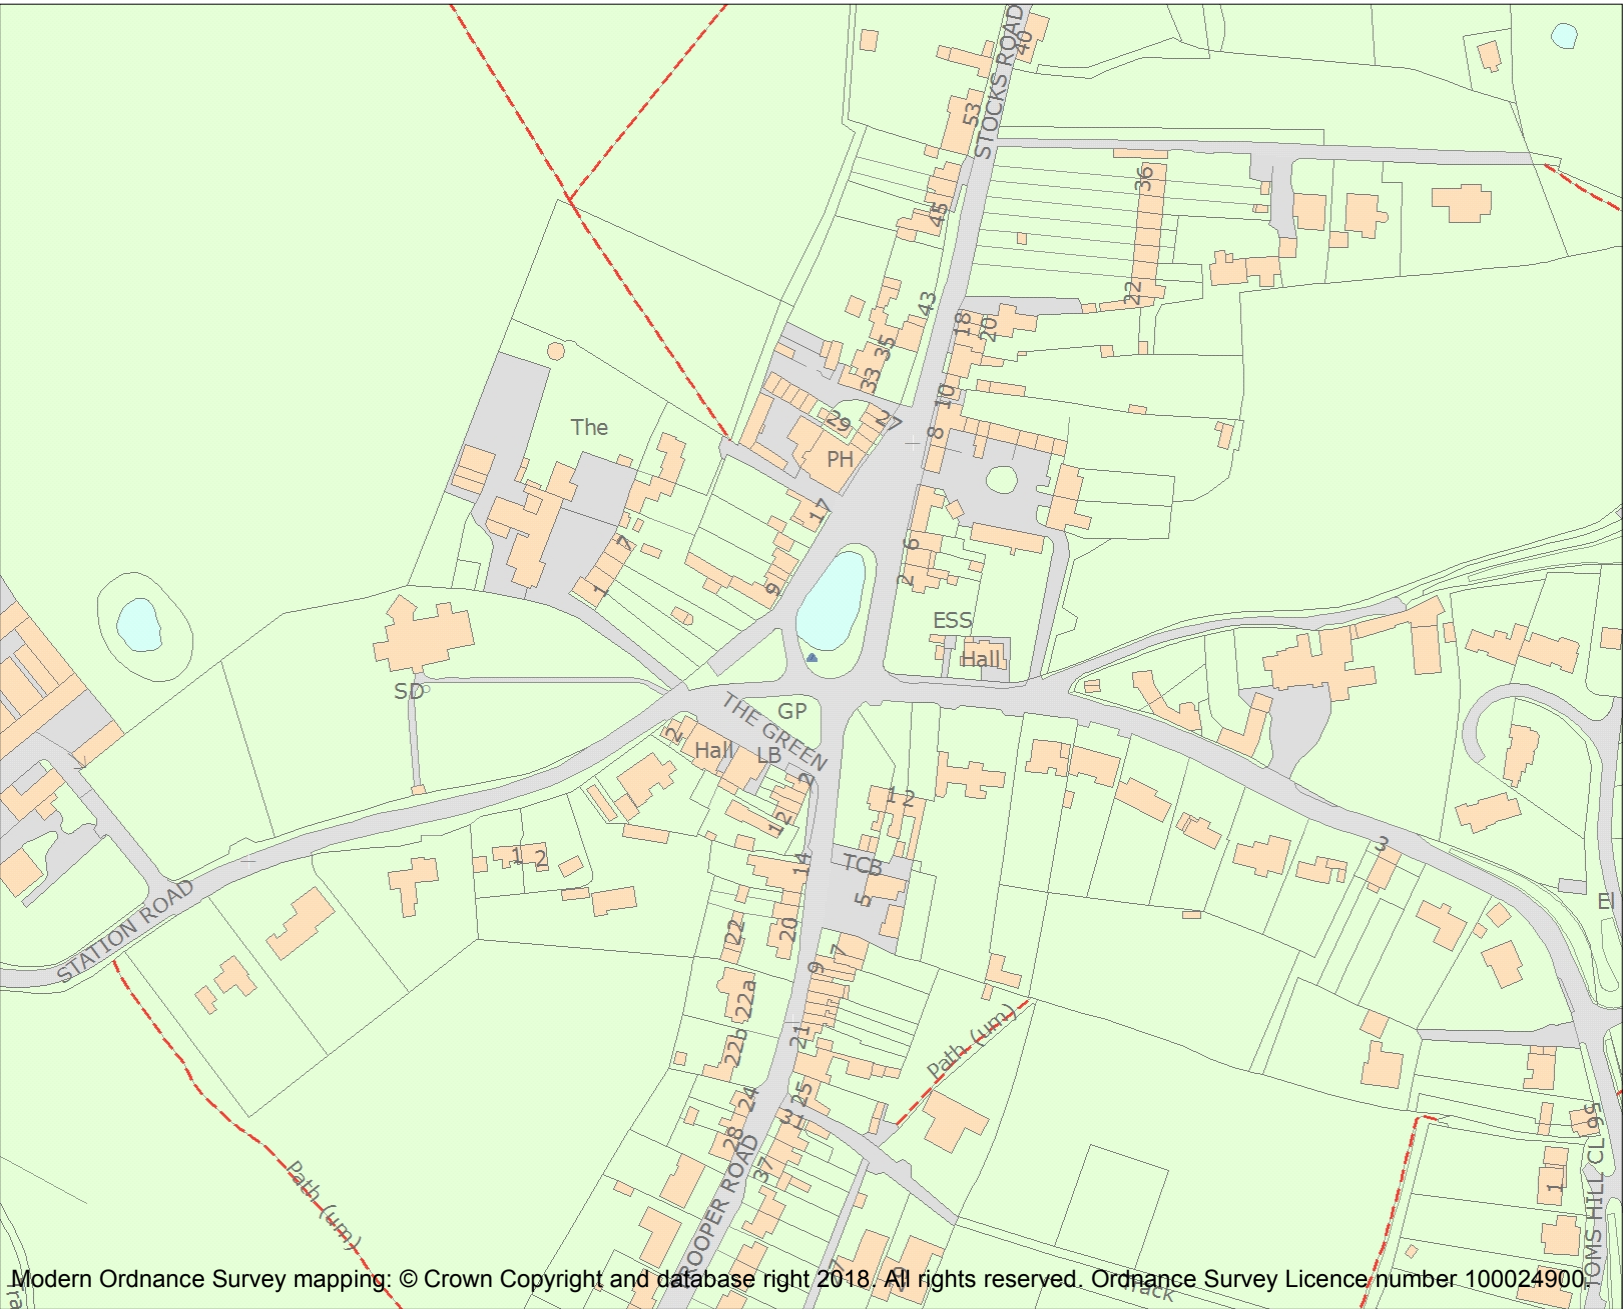 STOCKS ROAD
40
53
36
45
22
43
18
20
35
33
10
The
29
27
8
PH
17
7
6
1
9
2
ESS
Hall
SD
THE GREEN
GP
2
Hall
LB
2
1 2
12
3
1 2
14
TCB
5
El
STATION ROAD
22
20
7
9
22a
21
Path (um)
22b
24
25
31
28
37
95
1
Path (um)
ROOPER ROAD
TOMS HILL CL
Track
Modern Ordnance Survey mapping: © Crown Copyright and database right 2018. All rights reserved. Ordnance Survey Licence number 100024900.